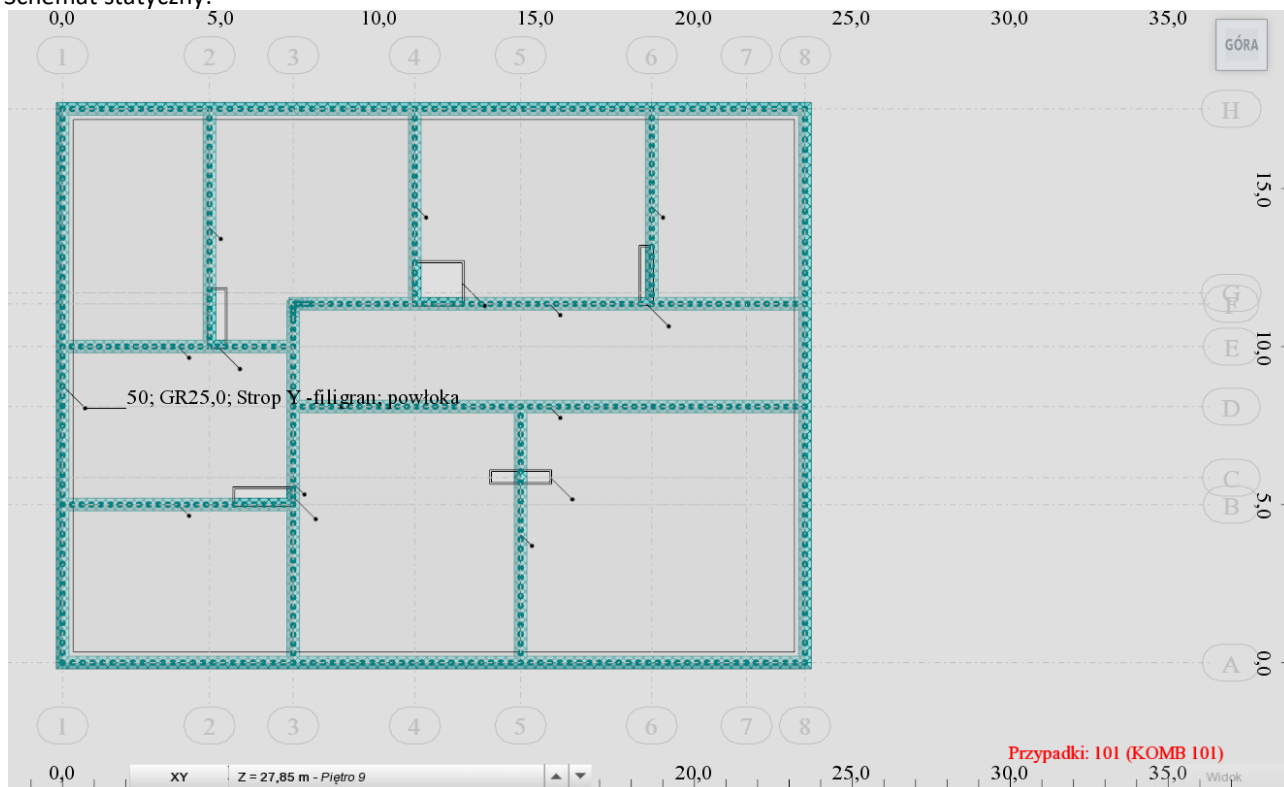 Schemat statyczny:
0,0 5,0 10,0 15,0 20,0 25,0 30,0 35,0
GÓRA
1 2 3 4 5 6 7 8
H
15,0
G
F
E
10,0
50; GR25,0; Strop Y -filigran; powłoka
D
C
B
5,0
A
0,0
1 2 3 4 5 6 7 8
Przypadki: 101 (KOMB 101)
0,0 XY Z = 27,85 m - Piętro 9 20,0 25,0 30,0 35,0 Widok